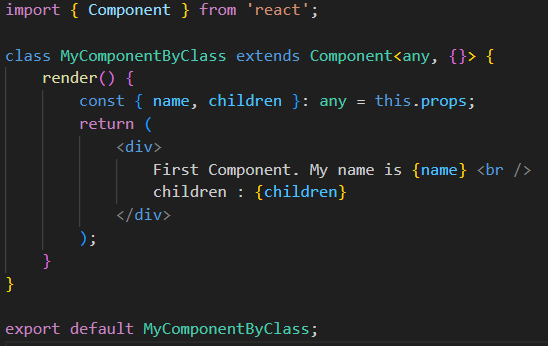 import { Component } from 'react';
class MyComponentByClass extends Component<any, {}> {
render() {
const { name, children }: any = this.props;
return (
<div>
First Component. My name is {name} <br />
children : {children}
</div>
);
}
}
export default MyComponentByClass;